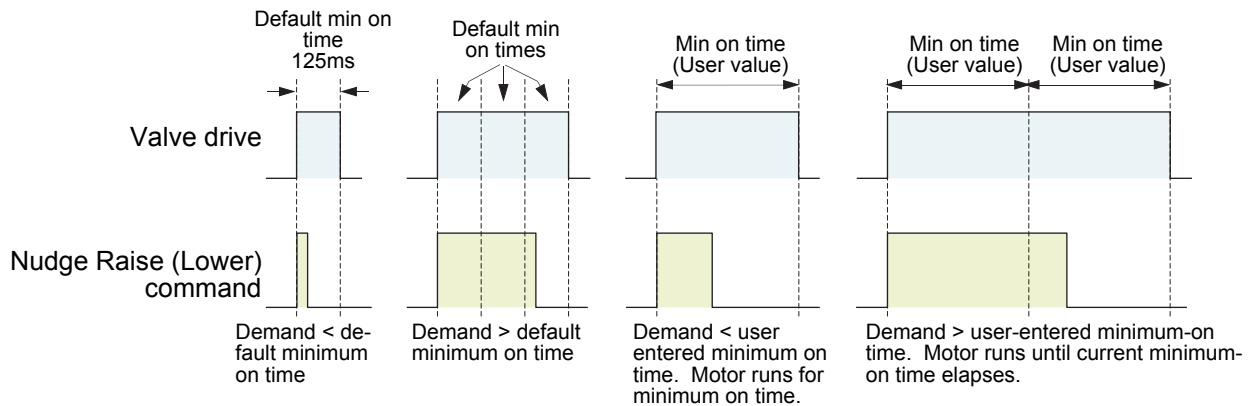 Default min on
time
125ms
Default min
on times
Min on time
(User value)
Min on time
(User value)
Min on time
(User value)
Valve drive
Nudge Raise (Lower)
command
Demand < de-
fault minimum
on time
Demand > default
minimum on time
Demand < user
entered minimum on
time.  Motor runs for
minimum on time.
Demand > user-entered minimum-on
time.  Motor runs until current minimum-
on time elapses.